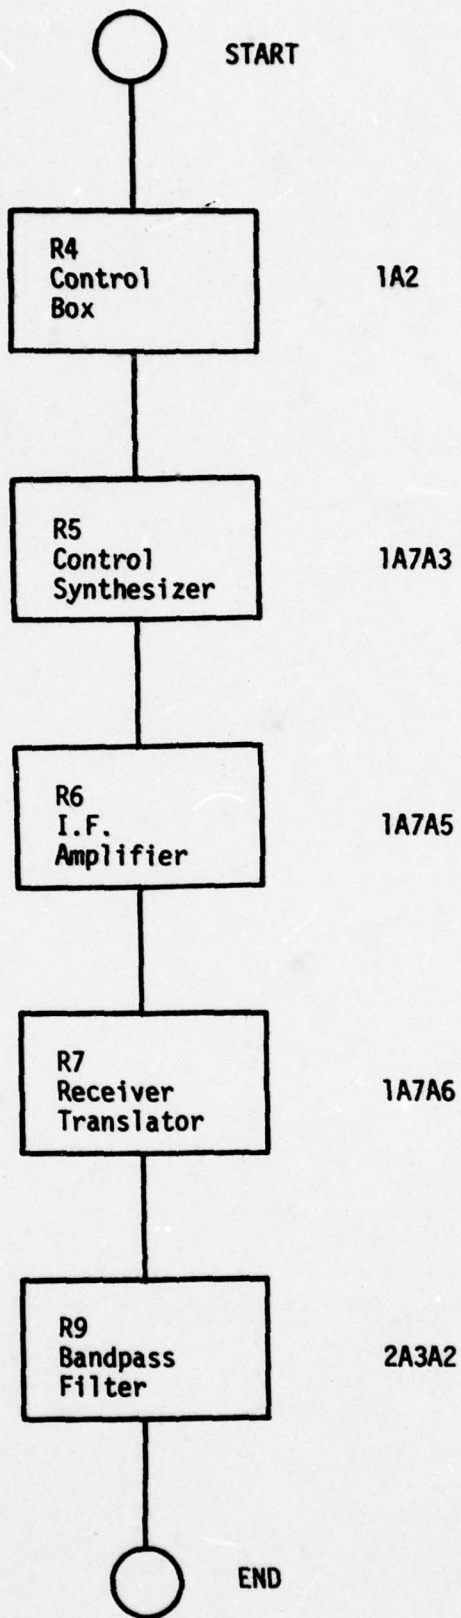 START
R4
Control
Box
1A2
R5
Control
Synthesizer
1A7A3
R6
I.F.
Amplifier
1A7A5
R7
Receiver
Translator
1A7A6
R9
Bandpass
Filter
2A3A2
END